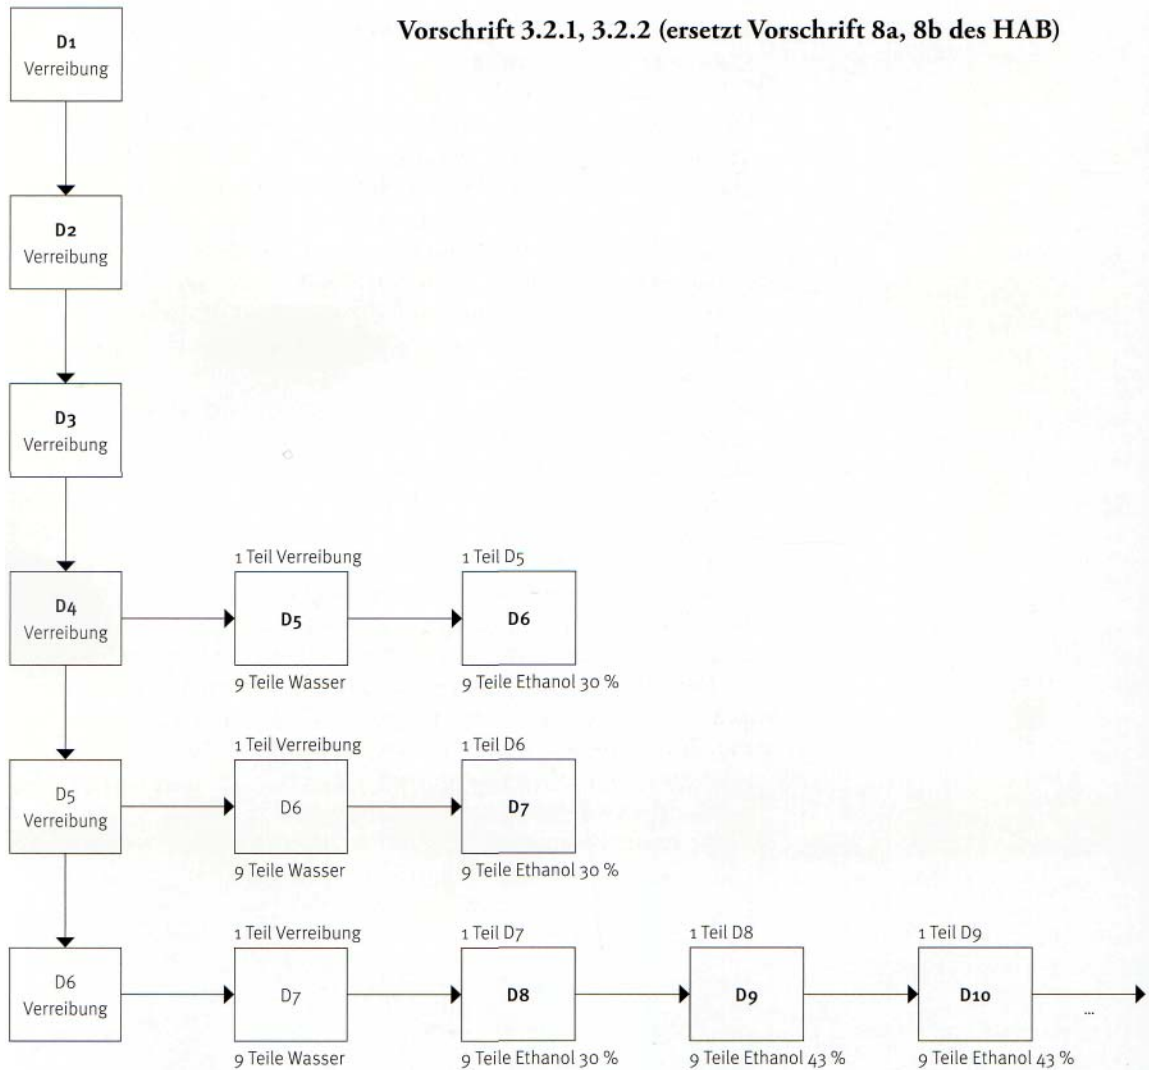 Vorschrift 3.2.1, 3.2.2 (ersetzt Vorschrift 8a, 8b des HAB)
D1
Verreibung
D2
Verreibung
D3
Verreibung
D4
Verreibung
1 Teil Verreibung
D5
9 Teile Wasser
1 Teil D5
D6
9 Teile Ethanol 30 %
D5
Verreibung
1 Teil Verreibung
D6
9 Teile Wasser
1 Teil D6
D7
9 Teile Ethanol 30 %
D6
Verreibung
1 Teil Verreibung
D7
9 Teile Wasser
1 Teil D7
D8
9 Teile Ethanol 30 %
1 Teil D8
D9
9 Teile Ethanol 43 %
1 Teil D9
D10
9 Teile Ethanol 43 %
...